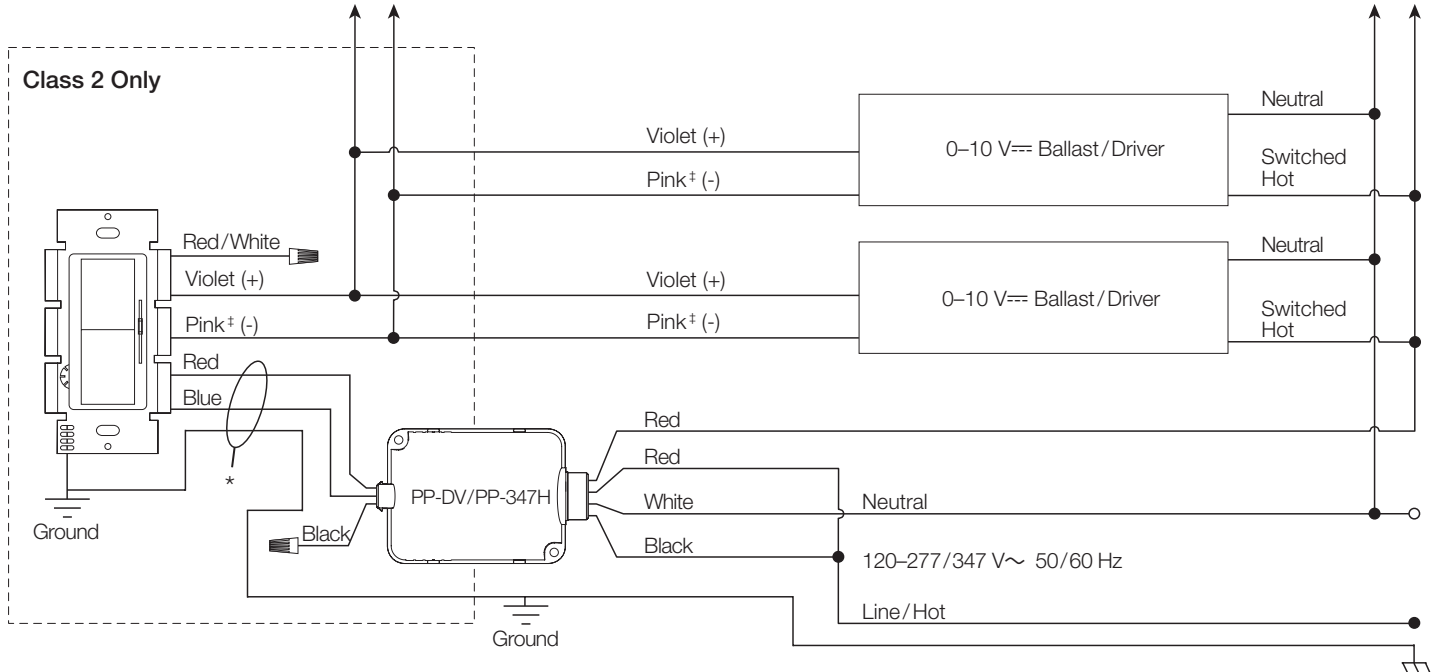 Class 2 Only
Neutral
Violet (+)
0–10 V⎓ Ballast/Driver
Switched
Hot
Pink‡ (-)
Neutral
Red/White
Violet (+)
Violet (+)
0–10 V⎓ Ballast/Driver
Switched
Hot
Pink‡ (-)
Pink‡ (-)
Red
Blue
Red
*
Red
PP-DV/PP-347H
White
Neutral
Ground
Black
Black
120–277/347 V~ 50/60 Hz
Line/Hot
Ground